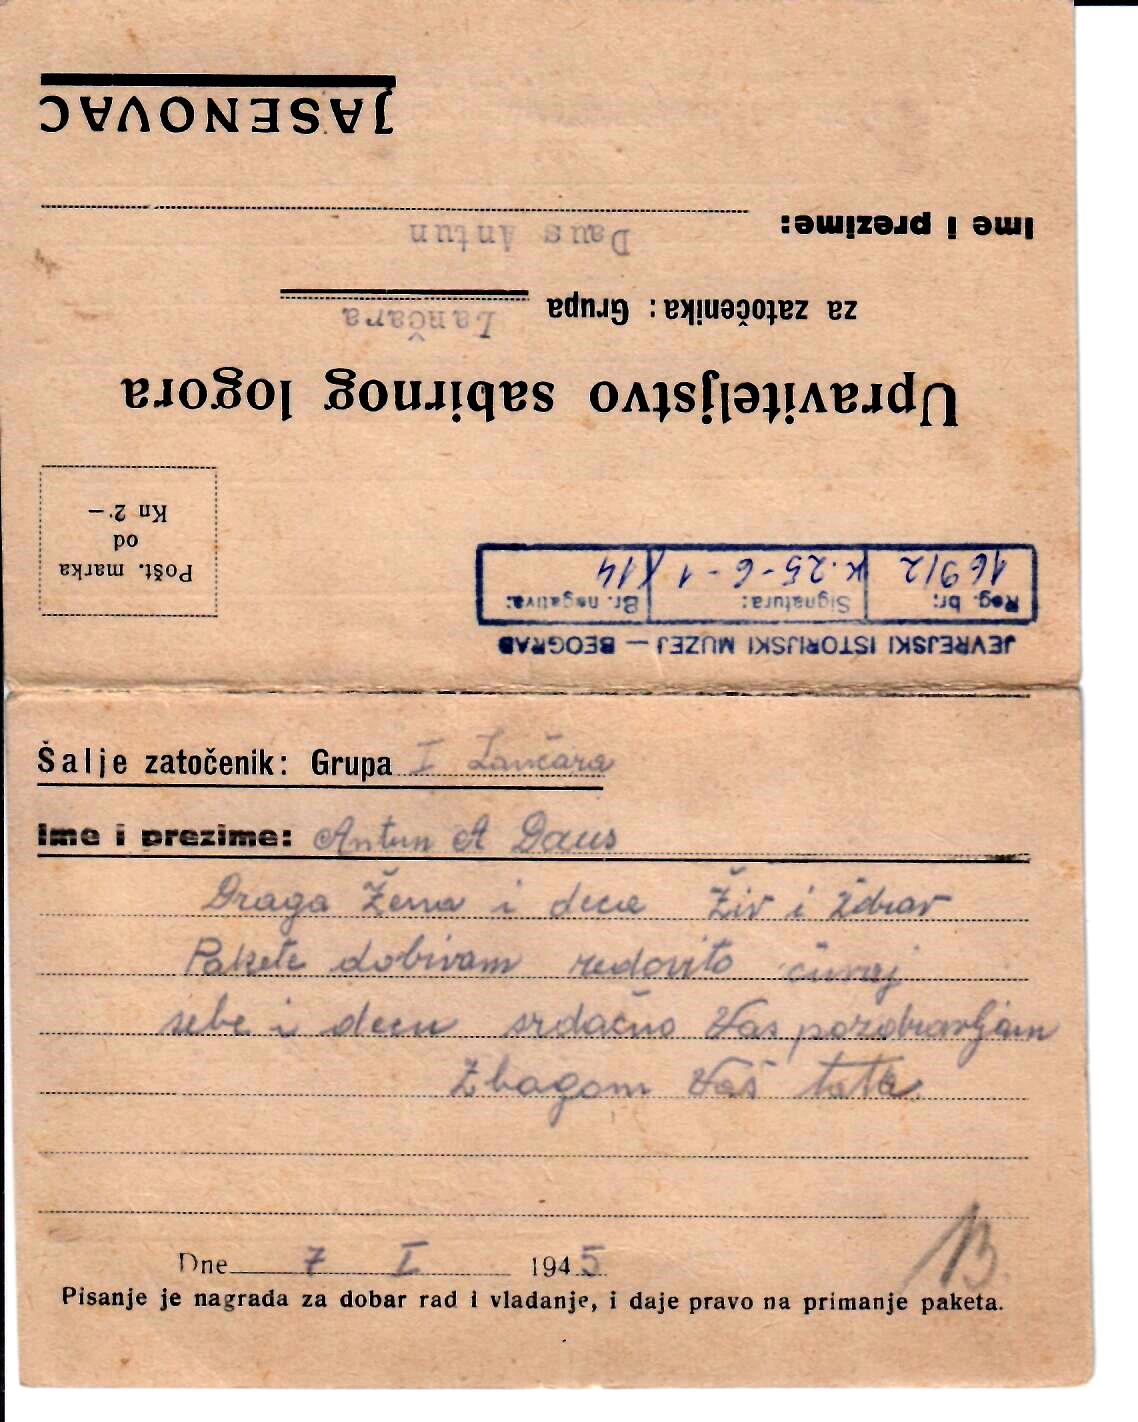 JASENOVAC
Ime i prezime:
Daus Antun
za zatočenika: Grupa
Lančara
Upraviteljstvo sabirnog logora
Pošt. marka
od
Kn 2·—
JEVREJSKI ISTORIJSKI MUZEJ — BEOGRAD
Reg. br: Signatura: Br. negativa:
169/2 K. 25-6-1/14
Šalje zatočenik: Grupa I Lančara
Ime i prezime: Antun A Daus
Draga Žena i deca Živ i Zdrav
Pakete dobivam redovito čuvaj
sebe i decu srdačno Vas pozdravljam
Zbogom Vaš tata
Dne 7 I 1945
Pisanje je nagrada za dobar rad i vladanje, i daje pravo na primanje paketa.